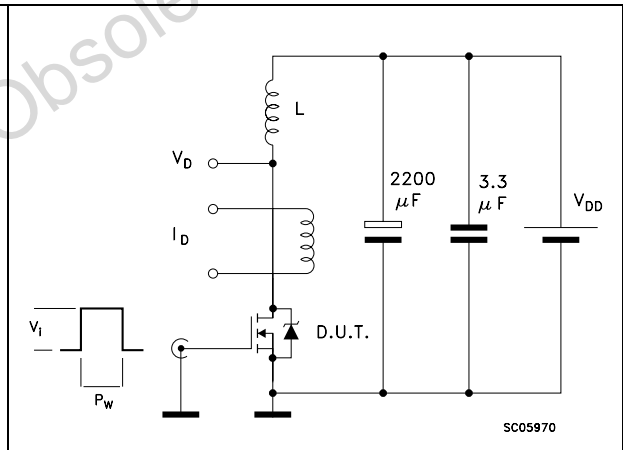 Obsole
L
V_D
2200
μF
3.3
μF
V_DD
I_D
V_i
D.U.T.
P_W
SC05970